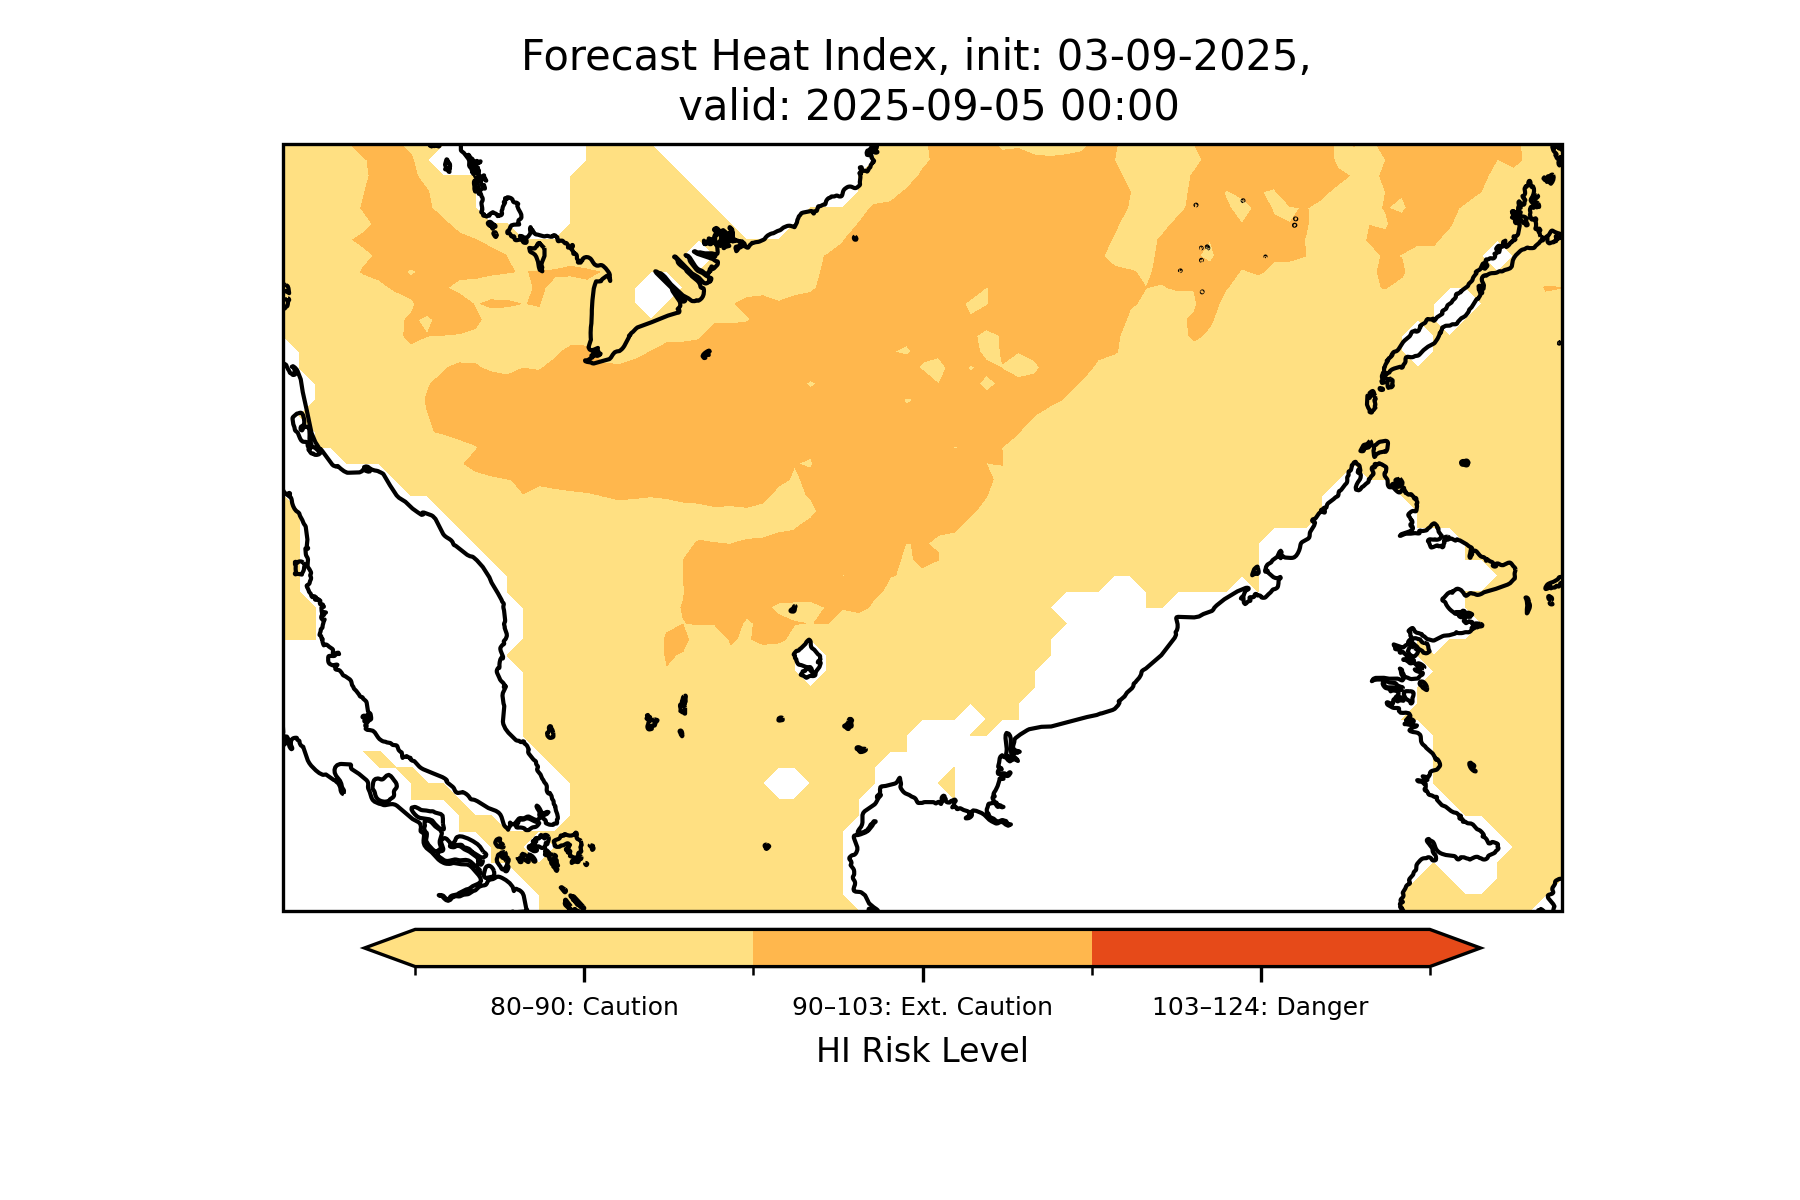 Forecast Heat Index, init: 03-09-2025,
valid: 2025-09-05 00:00
80–90: Caution
90–103: Ext. Caution
103–124: Danger
HI Risk Level